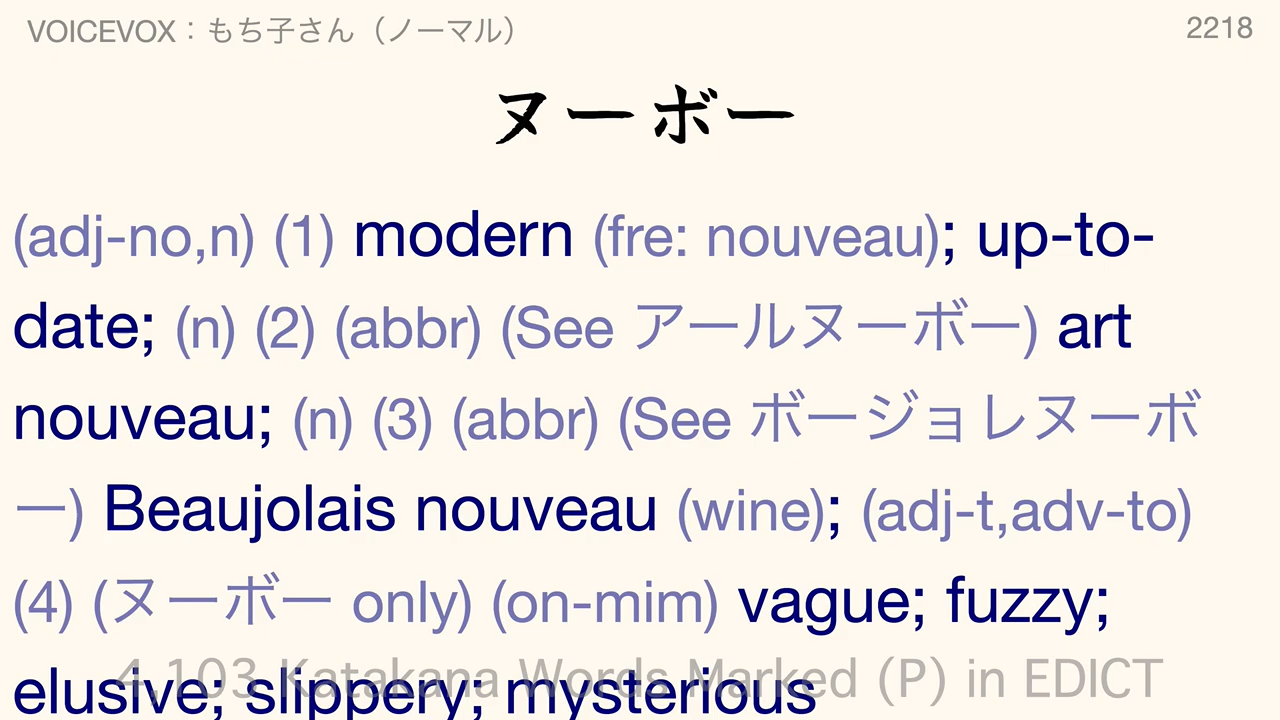 VOICEVOX：もち子さん（ノーマル）
2218
ヌーボー
(adj-no,n) (1) modern (fre: nouveau); up-to-
date; (n) (2) (abbr) (See アールヌーボー) art
nouveau; (n) (3) (abbr) (See ボージョレヌーボ
ー) Beaujolais nouveau (wine); (adj-t,adv-to)
(4) (ヌーボー only) (on-mim) vague; fuzzy;
elusive; slippery; mysterious
4,103 Katakana Words Marked (P) in EDICT